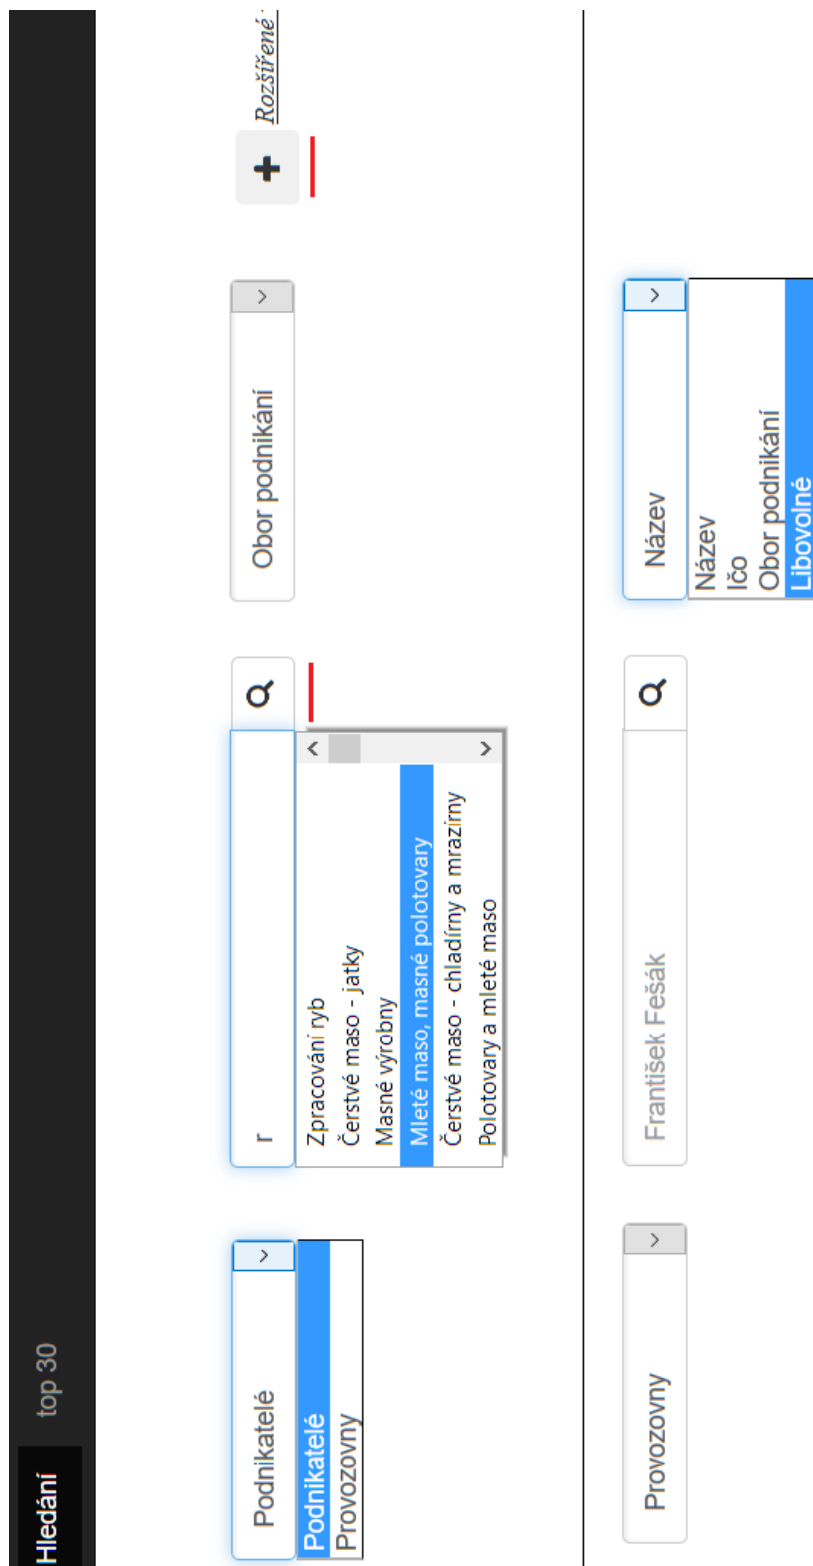 Hledání top 30
Podnikatelé r Obor podnikání Rozšířené
Podnikatelé
Provozovny
Zpracování ryb
Čerstvé maso - jatky
Masné výrobny
Mleté maso, masné polotovary
Čerstvé maso - chladírny a mrazírny
Polotovary a mleté maso
Provozovny František Fešák Název
Název
Ičo
Obor podnikání
Libovolné